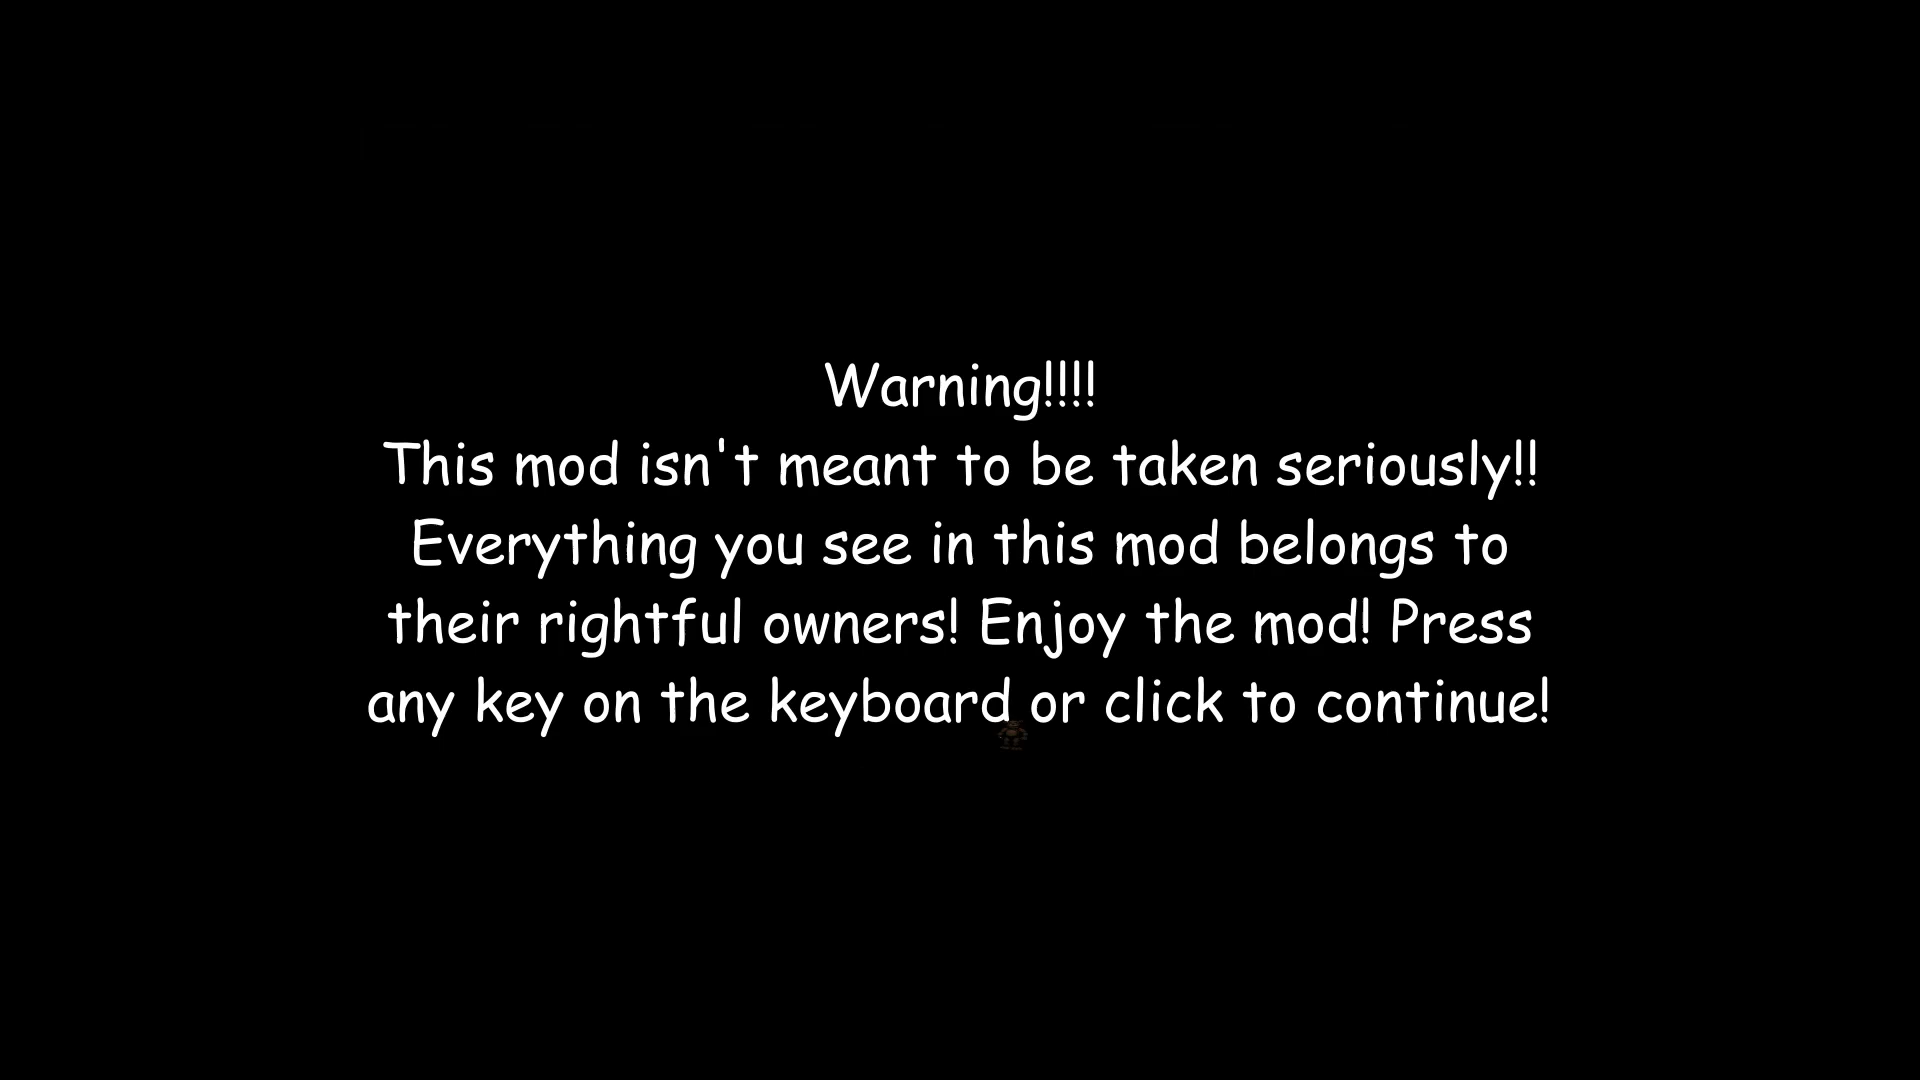 Warning!!!!
This mod isn't meant to be taken seriously!!
Everything you see in this mod belongs to
their rightful owners! Enjoy the mod! Press
any key on the keyboard or click to continue!